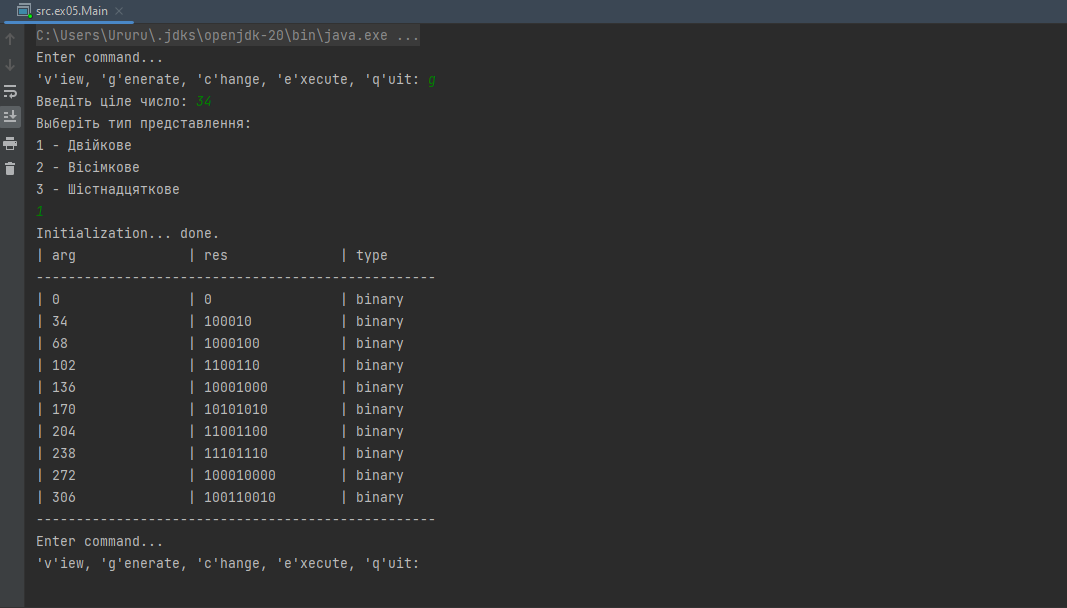 src.ex05.Main
C:\Users\Ururu\.jdks\openjdk-20\bin\java.exe ...
Enter command...
'v'iew, 'g'enerate, 'c'hange, 'e'xecute, 'q'uit: g
Введіть ціле число: 34
Выберіть тип представлення:
1 - Двійкове
2 - Вісімкове
3 - Шістнадцяткове
1
Initialization... done.
| arg | res | type
--------------------------------------------------
| 0 | 0 | binary
| 34 | 100010 | binary
| 68 | 1000100 | binary
| 102 | 1100110 | binary
| 136 | 10001000 | binary
| 170 | 10101010 | binary
| 204 | 11001100 | binary
| 238 | 11101110 | binary
| 272 | 100010000 | binary
| 306 | 100110010 | binary
--------------------------------------------------
Enter command...
'v'iew, 'g'enerate, 'c'hange, 'e'xecute, 'q'uit: